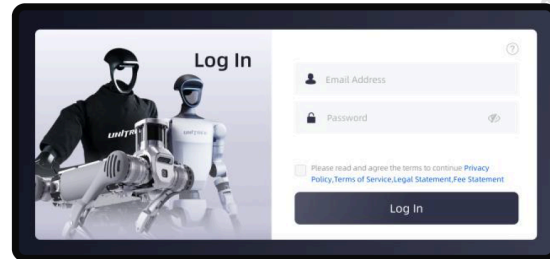 Log In
UNITREE
?
Email Address
Password
Please read and agree the terms to continue Privacy
Policy,Terms of Service,Legal Statement,Fee Statement
Log In